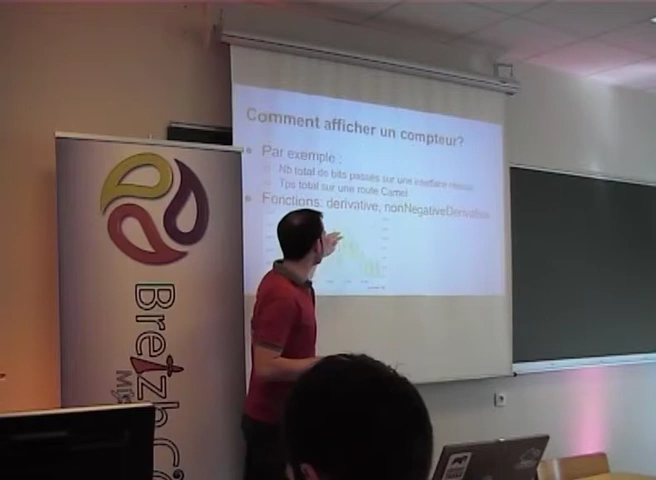 Comment afficher un compteur?
Par exemple :
Nb total de bits passés sur une interface réseau
Tps total sur une route Camel
Fonctions: derivative, nonNegativeDerivative
BretzhC